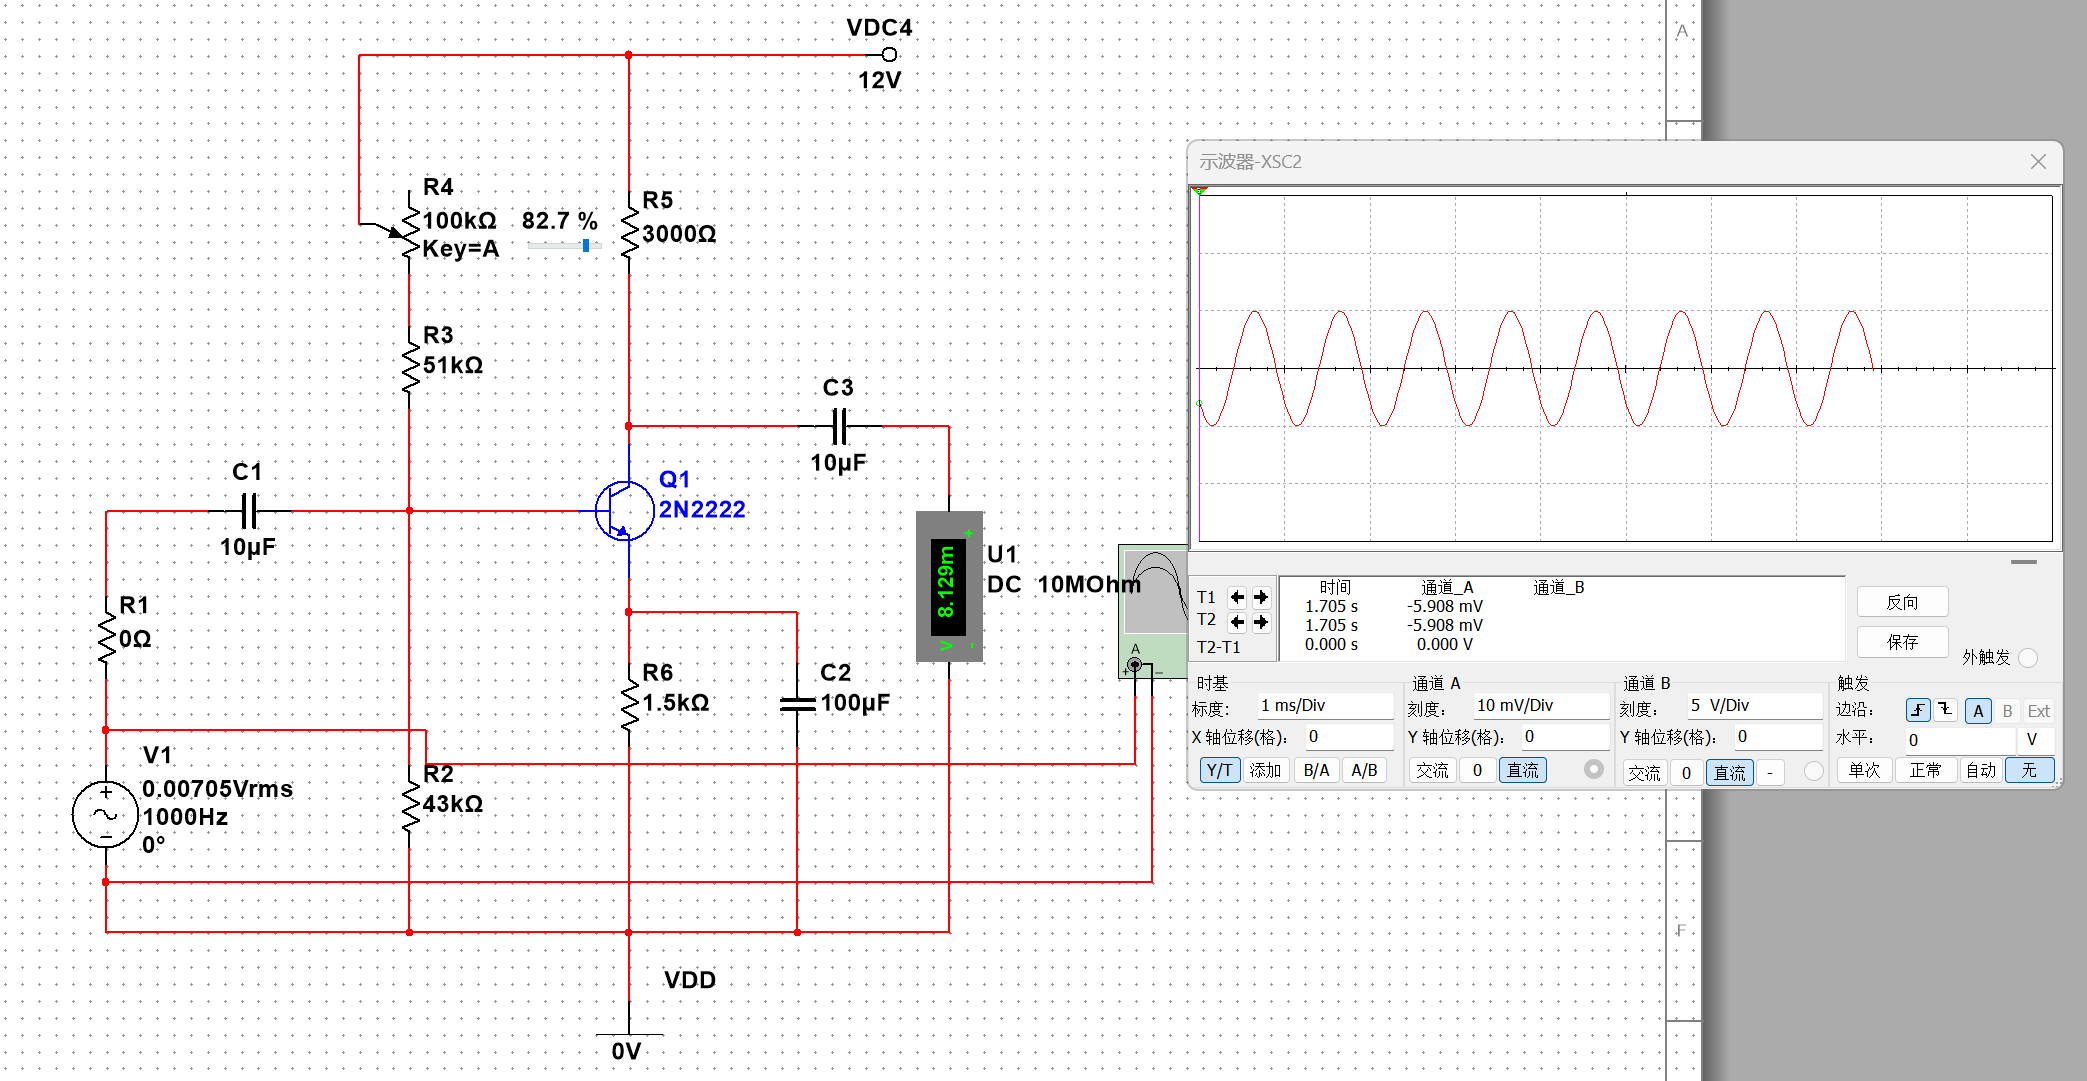 VDC4
12V
A
R4
100kΩ
Key=A
82.7 %
R5
3000Ω
R3
51kΩ
C3
10µF
C1
10µF
Q1
2N2222
R1
0Ω
8.129m
+
V
-
U1
DC 10MOhm
A
+
_
R6
1.5kΩ
C2
100µF
V1
0.00705Vrms
1000Hz
0°
+
R2
43kΩ
VDD
0V
F
示波器-XSC2
时间 通道_A 通道_B
T1 1.705 s -5.908 mV
T2 1.705 s -5.908 mV
T2-T1 0.000 s 0.000 V
反向
保存
外触发
时基
标度: 1 ms/Div
X 轴位移(格): 0
Y/T 添加 B/A A/B
通道 A
刻度: 10 mV/Div
Y 轴位移(格): 0
交流 0 直流
通道 B
刻度: 5 V/Div
Y 轴位移(格): 0
交流 0 直流 -
触发
边沿: A B Ext
水平: 0 V
单次 正常 自动 无